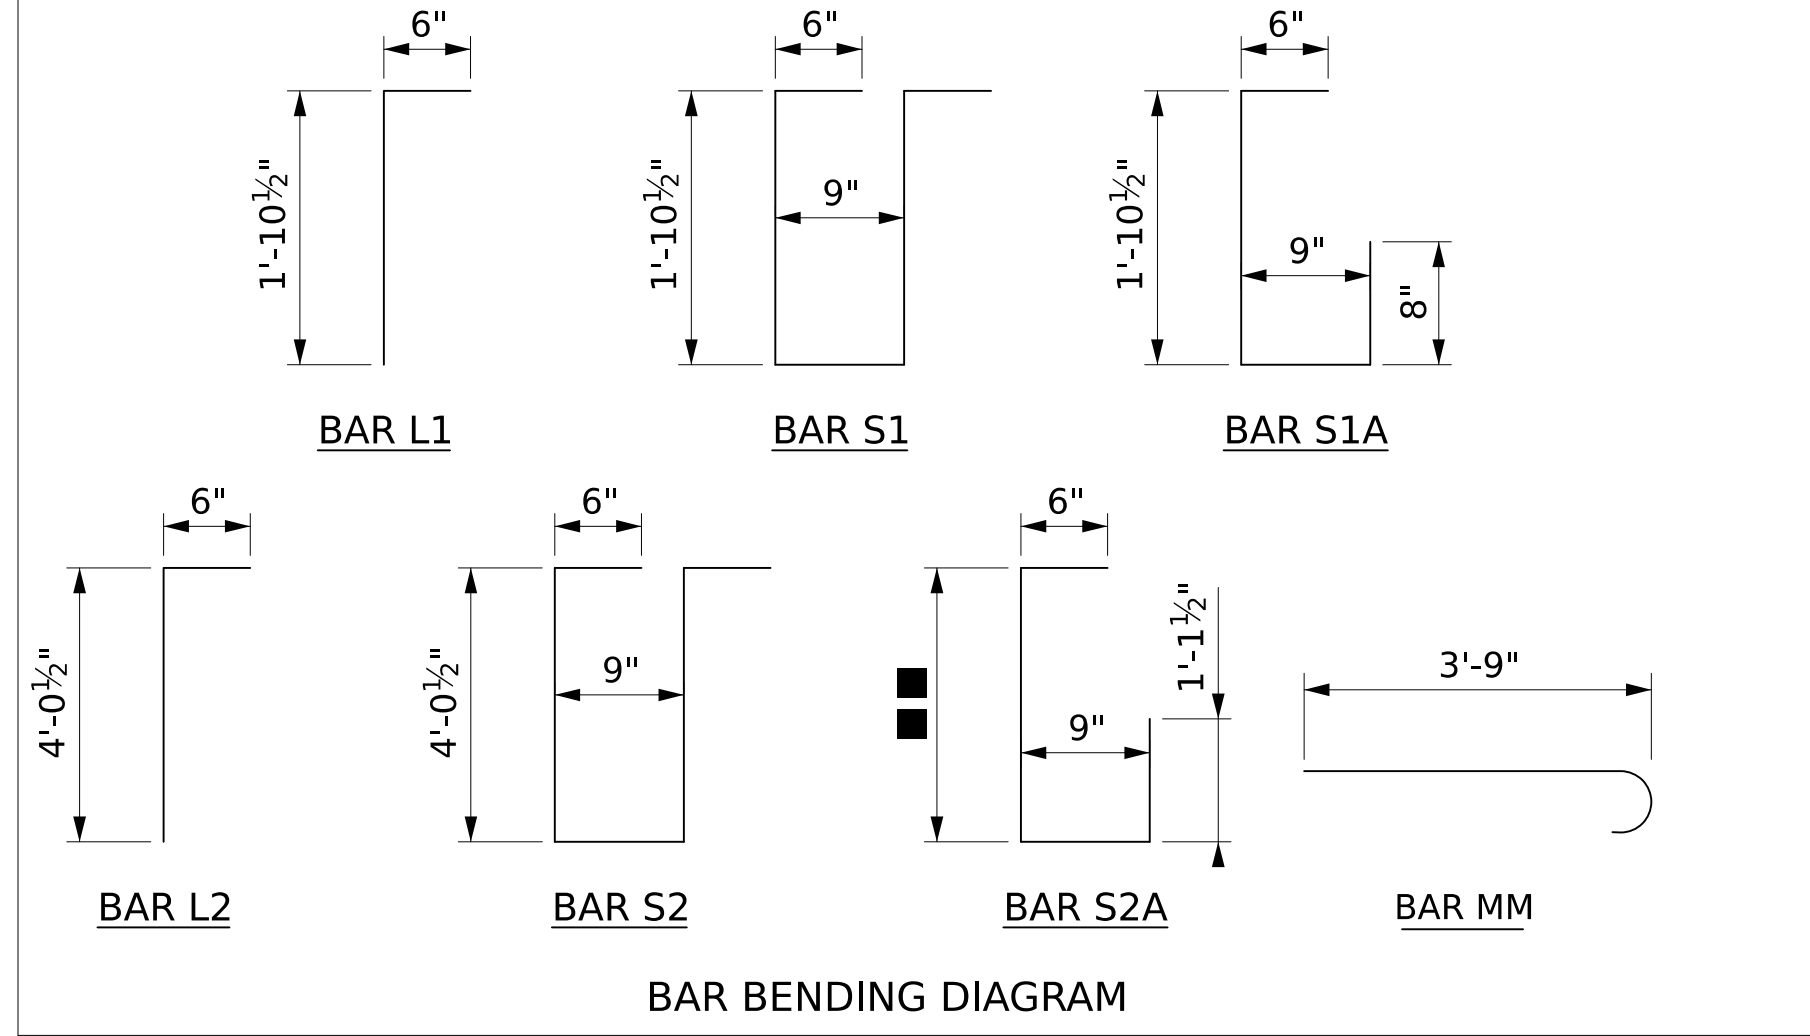 6"
6"
6"
1'-10½"
1'-10½"
9"
1'-10½"
9"
8"
BAR L1
BAR S1
BAR S1A
6"
6"
6"
4'-0½"
4'-0½"
9"
9"
1'-1½"
3'-9"
BAR L2
BAR S2
BAR S2A
BAR MM
BAR BENDING DIAGRAM